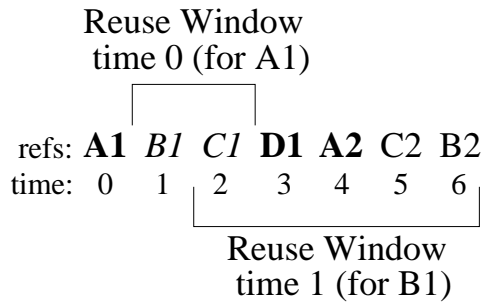 Reuse Window
time 0 (for A1)
refs: A1 B1 C1 D1 A2 C2 B2
time: 0 1 2 3 4 5 6
Reuse Window
time 1 (for B1)